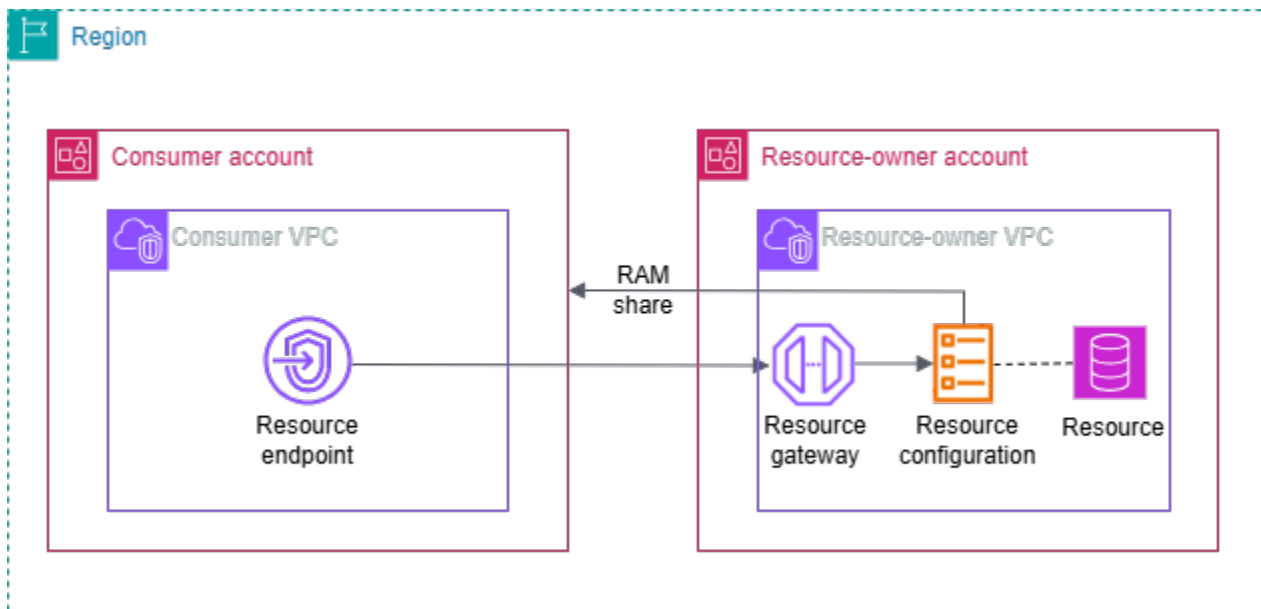 Region
Consumer account
Resource-owner account
Consumer VPC
Resource-owner VPC
RAM
share
Resource
endpoint
Resource
gateway
Resource
configuration
Resource